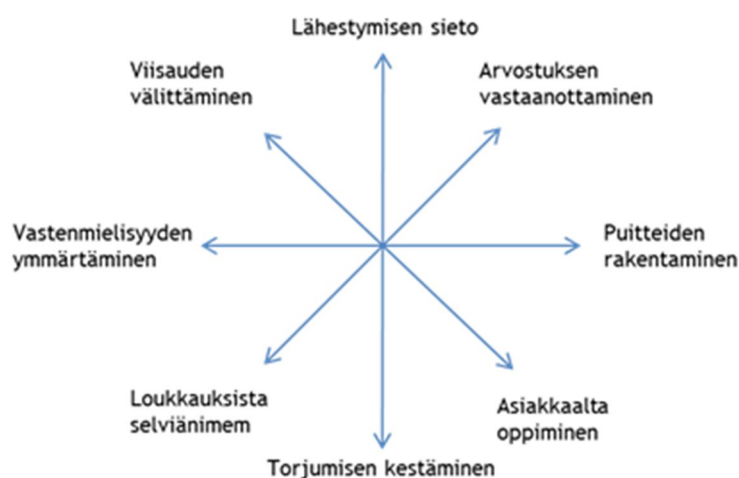 Lähestymisen sieto
Viisauden
välittäminen
Arvostuksen
vastaanottaminen
Vastenmielisyyden
ymmärtäminen
Puitteiden
rakentaminen
Loukkauksista
selviänimem
Asiakkaalta
oppiminen
Torjumisen kestäminen